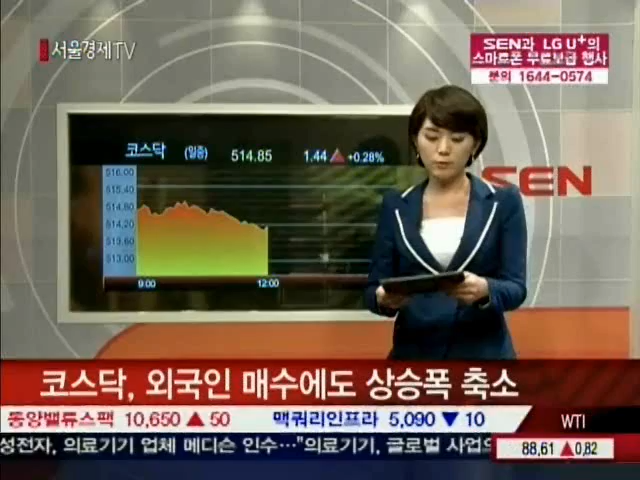 서울경제TV
SEN과 LG U+의
스마트폰 무료보급 행사
문의 1644-0574
코스닥 (일중) 514.85 1.44 ▲ +0.28%
516.00
515.40
514.80
514.20
513.60
513.00
9:00 12:00
SEN
코스닥, 외국인 매수에도 상승폭 축소
동양밸류스팩 10,650 ▲ 50 맥쿼리인프라 5,090 ▼ 10 WTI
성전자, 의료기기 업체 메디슨 인수…"의료기기, 글로벌 사업으 88.61 ▲ 0.82